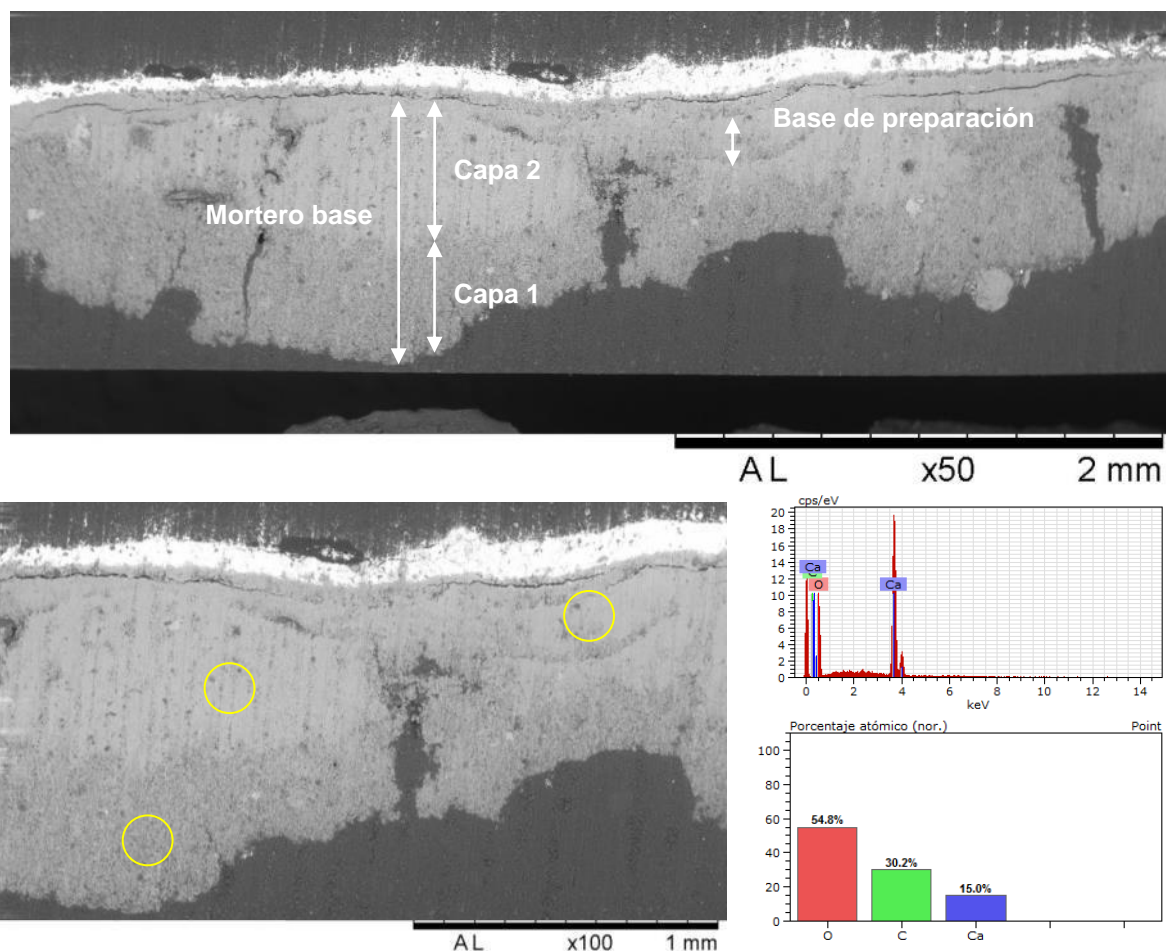 Base de preparación
Capa 2
Mortero base
Capa 1
A L x50 2 mm
A L x100 1 mm
cps/eV
20
18
16
14
12
10
8
6
4
2
0
Ca
C
O
Ca
0 2 4 6 8 10 12 14
keV
Porcentaje atómico (nor.) Point
100
80
60
40
20
0
54.8%
30.2%
15.0%
O C Ca